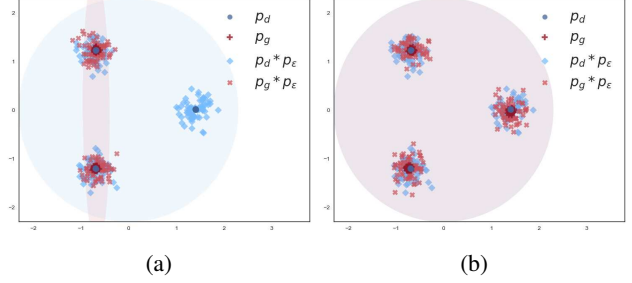 2
1
0
−1
−2
−2 −1 0 1 2 3
p_d
p_g
p_d * p_ε
p_g * p_ε
(a)
2
1
0
−1
−2
−2 −1 0 1 2 3
p_d
p_g
p_d * p_ε
p_g * p_ε
(b)